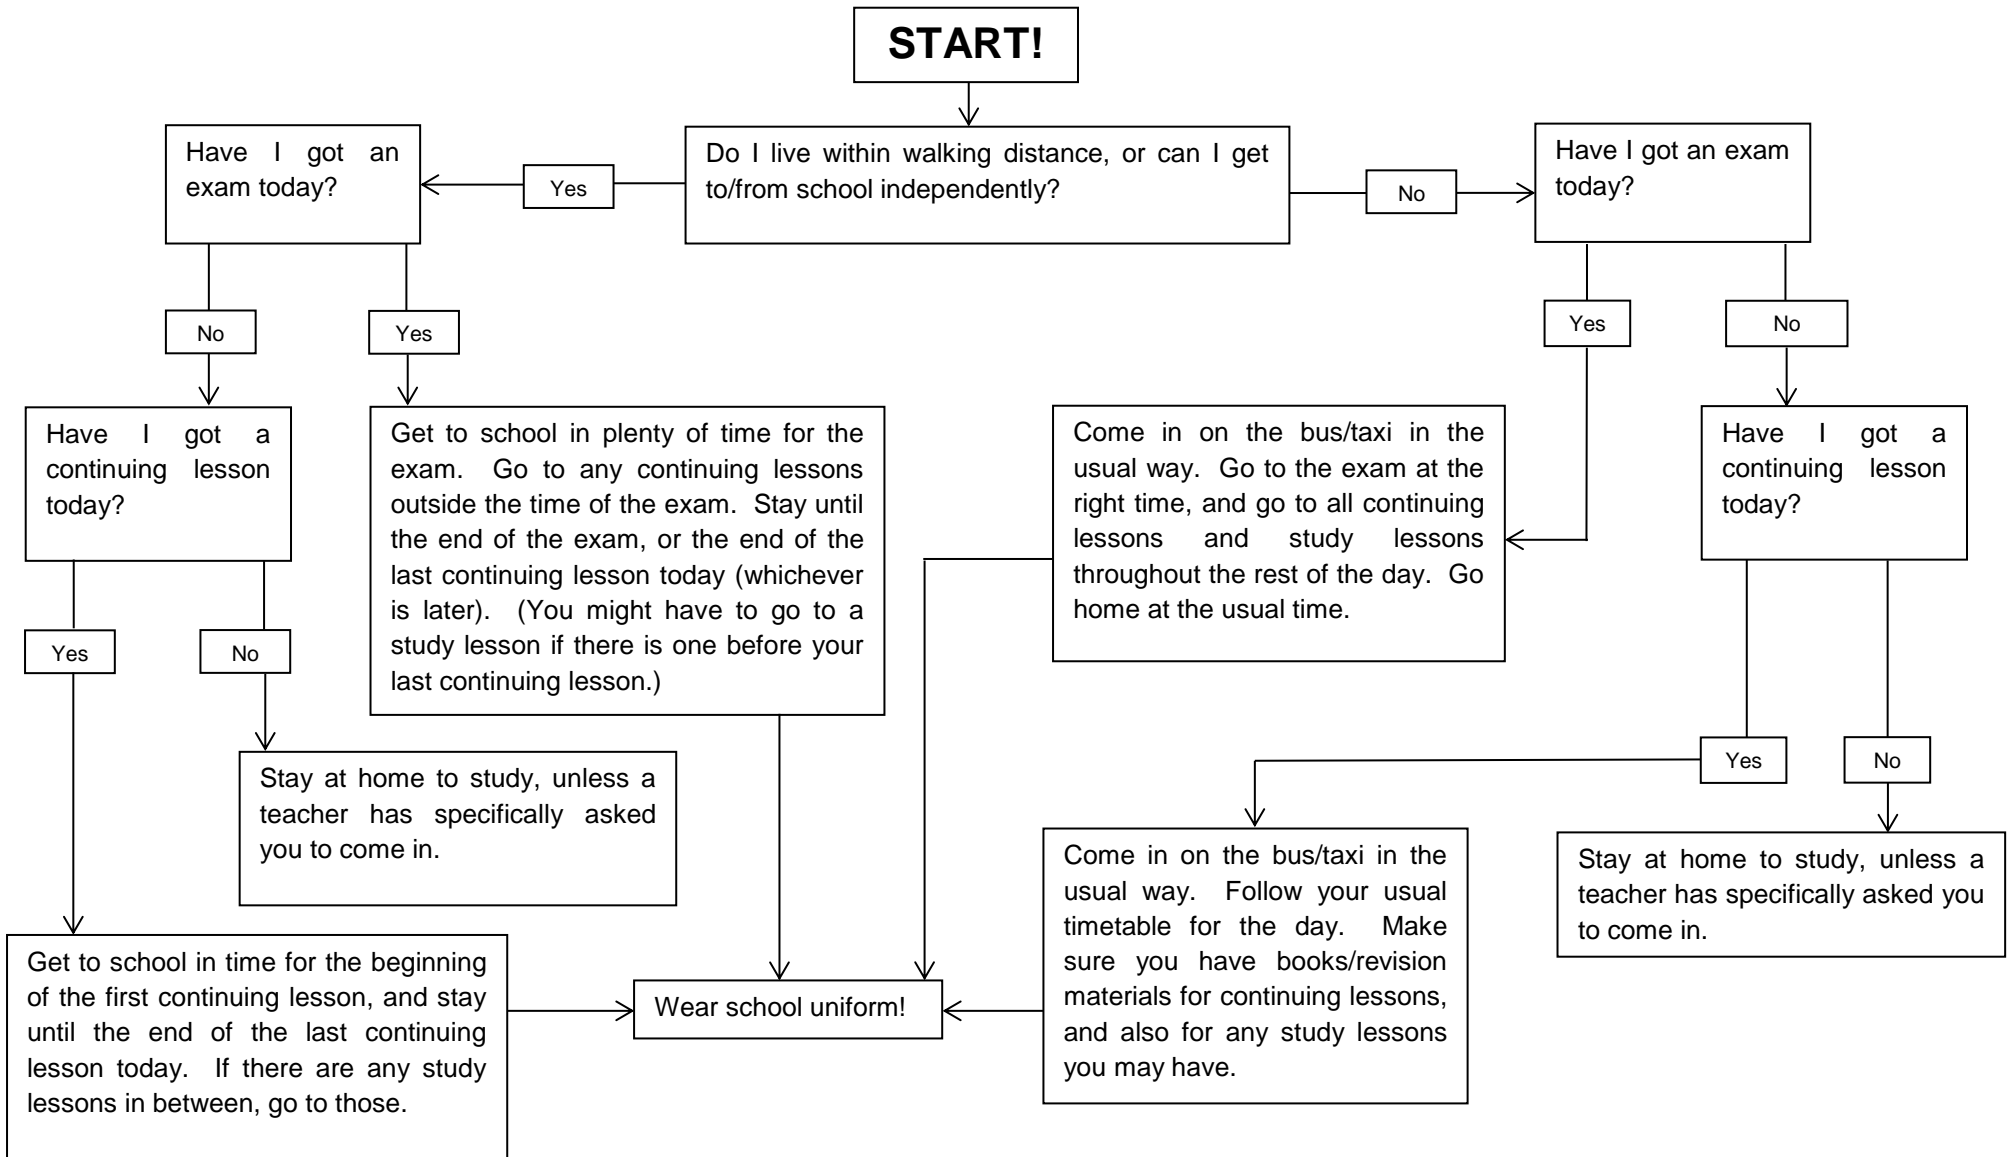 START!
Have I got an
exam today?
Yes
Do I live within walking distance, or can I get
to/from school independently?
No
Have I got an exam
today?
No
Yes
Yes
No
Have I got a
continuing lesson
today?
Get to school in plenty of time for the
exam. Go to any continuing lessons
outside the time of the exam. Stay until
the end of the exam, or the end of the
last continuing lesson today (whichever
is later). (You might have to go to a
study lesson if there is one before your
last continuing lesson.)
Come in on the bus/taxi in the
usual way. Go to the exam at the
right time, and go to all continuing
lessons and study lessons
throughout the rest of the day. Go
home at the usual time.
Have I got a
continuing lesson
today?
Yes
No
Yes
No
Stay at home to study, unless a
teacher has specifically asked
you to come in.
Come in on the bus/taxi in the
usual way. Follow your usual
timetable for the day. Make
sure you have books/revision
materials for continuing lessons,
and also for any study lessons
you may have.
Stay at home to study, unless a
teacher has specifically asked you
to come in.
Get to school in time for the beginning
of the first continuing lesson, and stay
until the end of the last continuing
lesson today. If there are any study
lessons in between, go to those.
Wear school uniform!